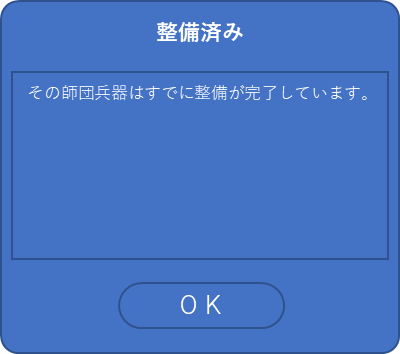 整備済み
その師団兵器はすでに整備が完了しています。
ＯＫ